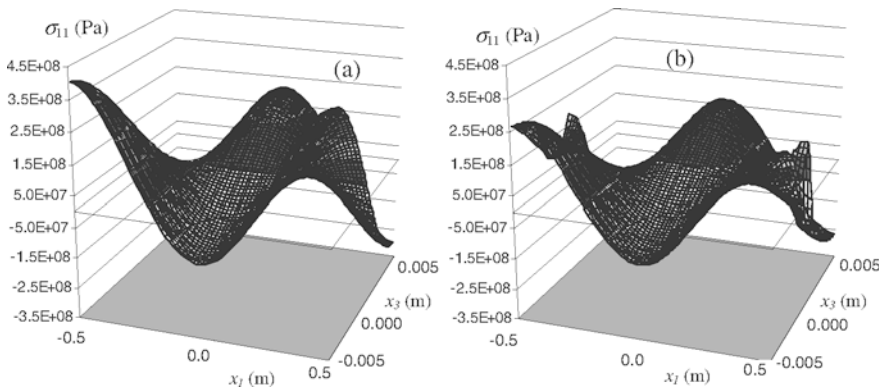 σ11 (Pa)
(a)
4.5E+08
3.5E+08
2.5E+08
1.5E+08
5.0E+07
-5.0E+07
-1.5E+08
-2.5E+08
-3.5E+08
-0.5
0.0
0.5
x1 (m)
-0.005
0.000
0.005
x3 (m)
σ11 (Pa)
(b)
4.5E+08
3.5E+08
2.5E+08
1.5E+08
5.0E+07
-5.0E+07
-1.5E+08
-2.5E+08
-3.5E+08
-0.5
0.0
0.5
x1 (m)
-0.005
0.000
0.005
x3 (m)